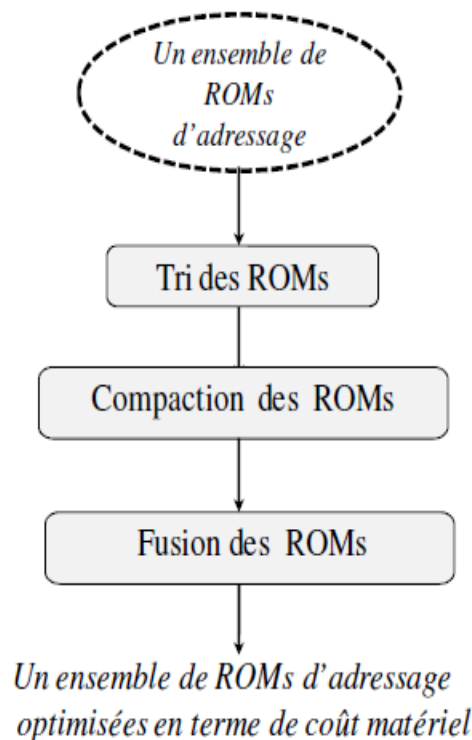 Un ensemble de
ROMs
d'adressage
Tri des ROMs
Compaction des ROMs
Fusion des ROMs
Un ensemble de ROMs d'adressage
optimisées en terme de coût matériel